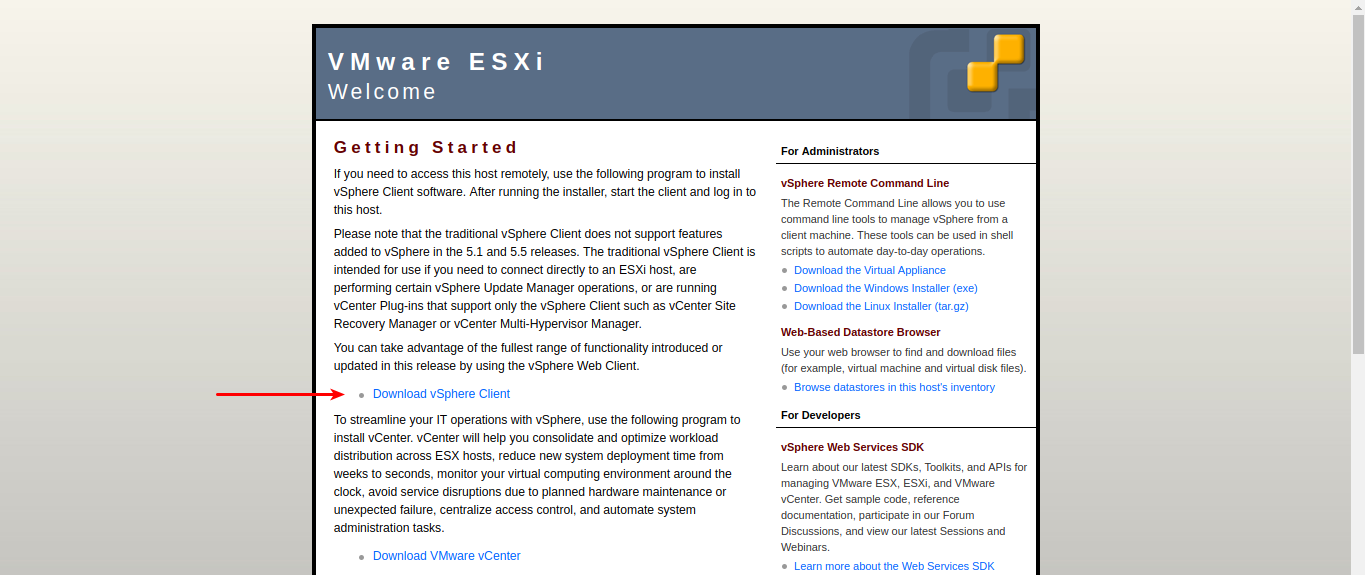 VMware ESXi
Welcome
Getting Started
If you need to access this host remotely, use the following program to install
vSphere Client software. After running the installer, start the client and log in to
this host.
Please note that the traditional vSphere Client does not support features
added to vSphere in the 5.1 and 5.5 releases. The traditional vSphere Client is
intended for use if you need to connect directly to an ESXi host, are
performing certain vSphere Update Manager operations, or are running
vCenter Plug-ins that support only the vSphere Client such as vCenter Site
Recovery Manager or vCenter Multi-Hypervisor Manager.
You can take advantage of the fullest range of functionality introduced or
updated in this release by using the vSphere Web Client.
Download vSphere Client
To streamline your IT operations with vSphere, use the following program to
install vCenter. vCenter will help you consolidate and optimize workload
distribution across ESX hosts, reduce new system deployment time from
weeks to seconds, monitor your virtual computing environment around the
clock, avoid service disruptions due to planned hardware maintenance or
unexpected failure, centralize access control, and automate system
administration tasks.
Download VMware vCenter
For Administrators
vSphere Remote Command Line
The Remote Command Line allows you to use
command line tools to manage vSphere from a
client machine. These tools can be used in shell
scripts to automate day-to-day operations.
Download the Virtual Appliance
Download the Windows Installer (exe)
Download the Linux Installer (tar.gz)
Web-Based Datastore Browser
Use your web browser to find and download files
(for example, virtual machine and virtual disk files).
Browse datastores in this host's inventory
For Developers
vSphere Web Services SDK
Learn about our latest SDKs, Toolkits, and APIs for
managing VMware ESX, ESXi, and VMware
vCenter. Get sample code, reference
documentation, participate in our Forum
Discussions, and view our latest Sessions and
Webinars.
Learn more about the Web Services SDK